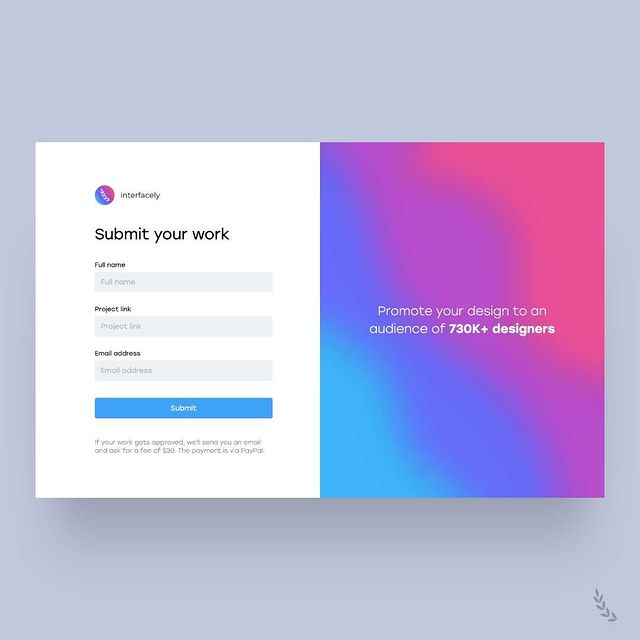 interfacely
Submit your work
Full name
Full name
Project link
Project link
Email address
Email address
Submit
If your work gets approved, we'll send you an email
and ask for a fee of $30. The payment is via PayPal.
Promote your design to an
audience of 730K+ designers